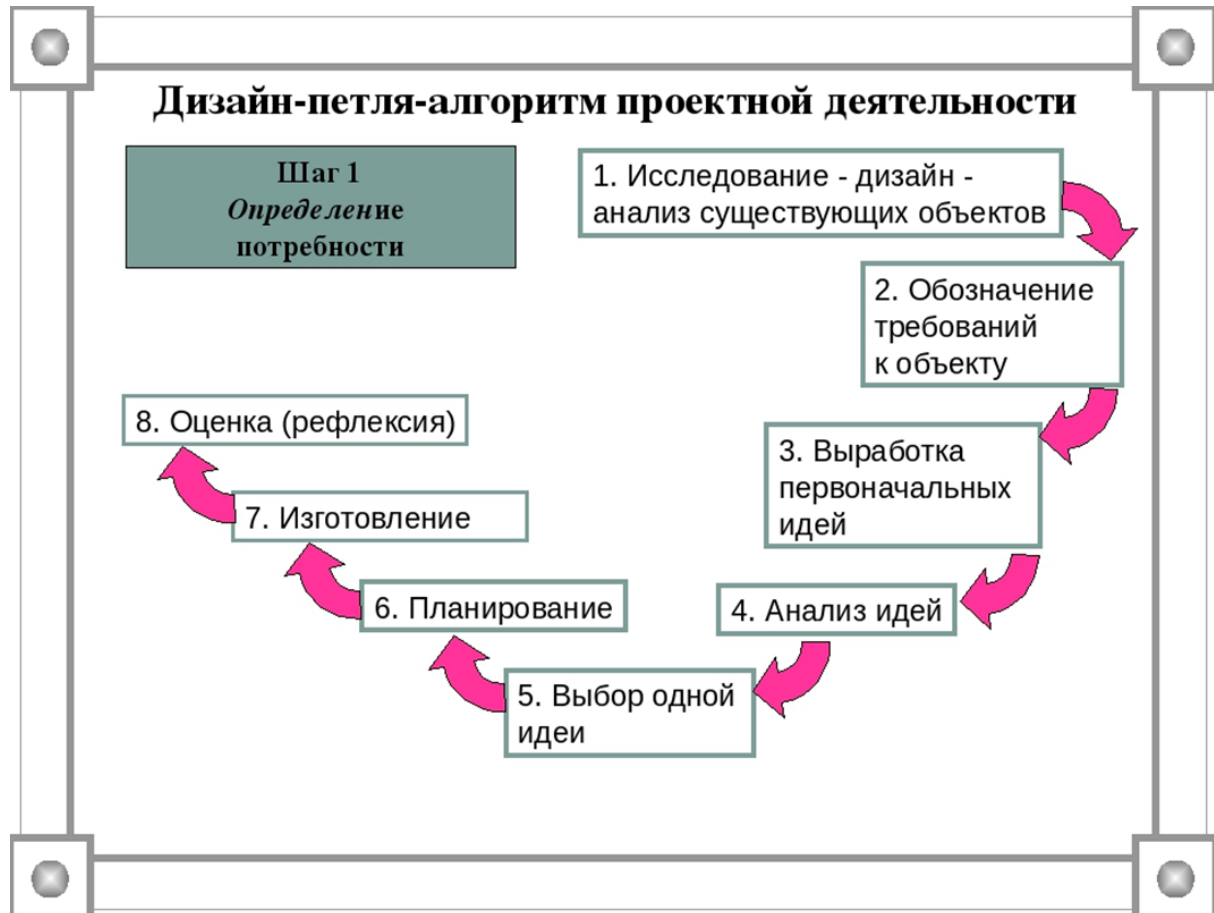 Дизайн-петля-алгоритм проектной деятельности
Шаг 1
Определение
потребности
1. Исследование - дизайн -
анализ существующих объектов
2. Обозначение
требований
к объекту
3. Выработка
первоначальных
идей
4. Анализ идей
5. Выбор одной
идеи
6. Планирование
7. Изготовление
8. Оценка (рефлексия)